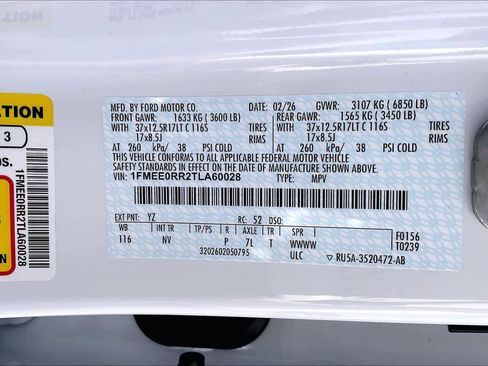 HOLL
ATION
3
DS.
1FMEE0RR2TLA60028
MFD. BY FORD MOTOR CO. 02/26 GVWR: 3107 KG ( 6850 LB)
FRONT GAWR: 1633 KG ( 3600 LB) REAR GAWR: 1565 KG ( 3450 LB)
WITH 37x12.5R17LT C 116S TIRES WITH 37x12.5R17LT C 116S TIRES
17x8.5J RIMS 17x8.5J RIMS
AT 260 kPa/ 38 PSI/COLD AT 260 kPa/ 38 PSI/COLD
THIS VEHICLE CONFORMS TO ALL APPLICABLE FEDERAL MOTOR VEHICLE
SAFETY STANDARDS IN EFFECT ON THE DATE OF MANUFACTURE SHOWN ABOVE.
VIN: 1FMEE0RR2TLA60028 TYPE: MPV
EXT PNT: YZ RC: 52 DSO:
WB INT TR TP/PS R AXLE TR SPR F0156
116 NV P 7L T WWWW T0239
3202602050795 ULC RU5A-3520472-AB